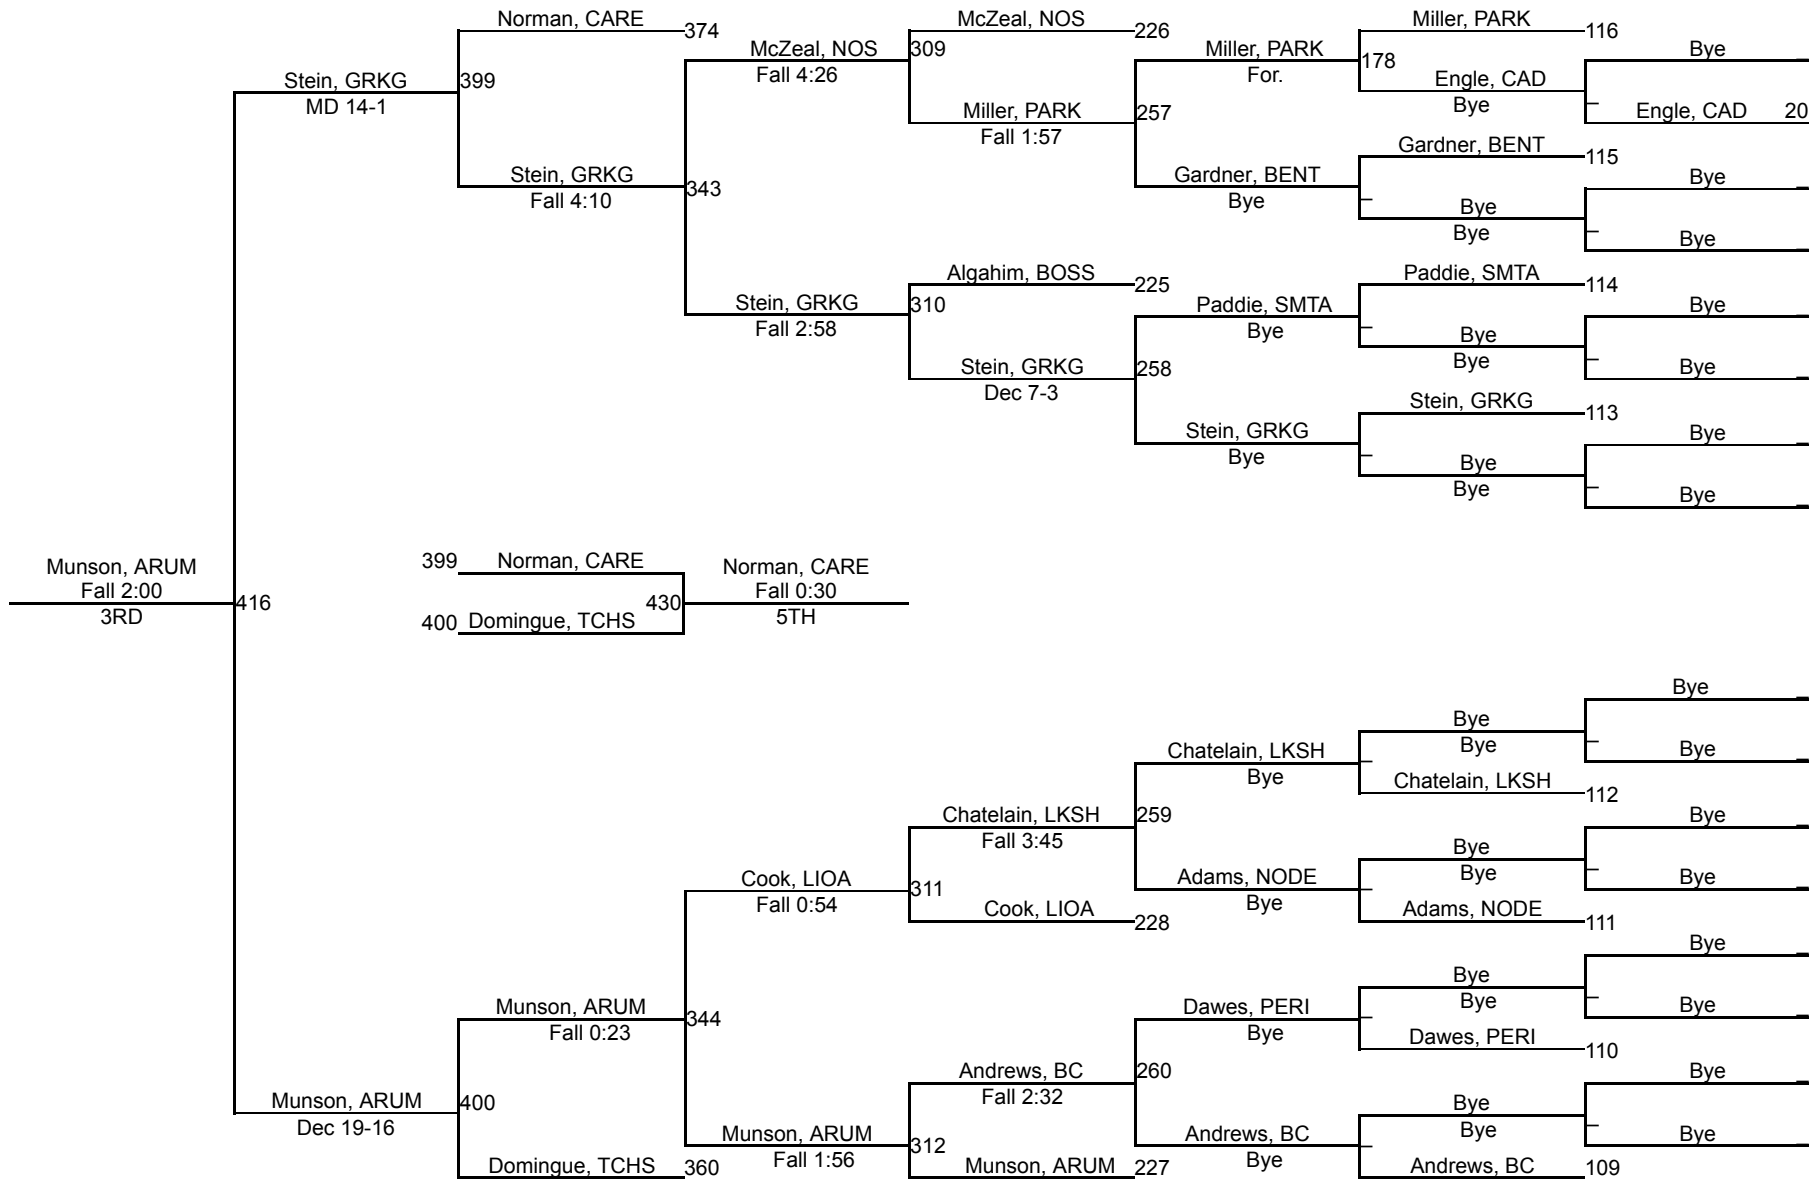 Norman, CARE 374
McZeal, NOS 226
Miller, PARK 116
McZeal, NOS 309
Fall 4:26
Miller, PARK 178
For.
Bye
Stein, GRKG 399
MD 14-1
Engle, CAD
Bye
Miller, PARK 257
Fall 1:57
Engle, CAD 20
Gardner, BENT 115
Stein, GRKG 343
Fall 4:10
Gardner, BENT
Bye
Bye
Bye
Bye
Bye
Algahim, BOSS 225
Paddie, SMTA 114
Stein, GRKG 310
Fall 2:58
Paddie, SMTA
Bye
Bye
Bye
Bye
Bye
Stein, GRKG 258
Dec 7-3
Stein, GRKG 113
Stein, GRKG
Bye
Bye
Bye
Bye
Bye
Munson, ARUM
Fall 2:00
3RD
416
399 Norman, CARE
400 Domingue, TCHS
430
Norman, CARE
Fall 0:30
5TH
Bye
Bye
Bye
Bye
Chatelain, LKSH
Bye
Chatelain, LKSH 112
Chatelain, LKSH 259
Fall 3:45
Bye
Bye
Bye
Bye
Cook, LIOA 311
Fall 0:54
Adams, NODE
Bye
Cook, LIOA 228
Adams, NODE 111
Bye
Bye
Bye
Bye
Munson, ARUM 344
Fall 0:23
Dawes, PERI
Bye
Dawes, PERI 110
Andrews, BC 260
Fall 2:32
Bye
Munson, ARUM 400
Dec 19-16
Bye
Bye
Bye
Munson, ARUM 312
Fall 1:56
Andrews, BC
Bye
Domingue, TCHS 360
Munson, ARUM 227
Andrews, BC 109